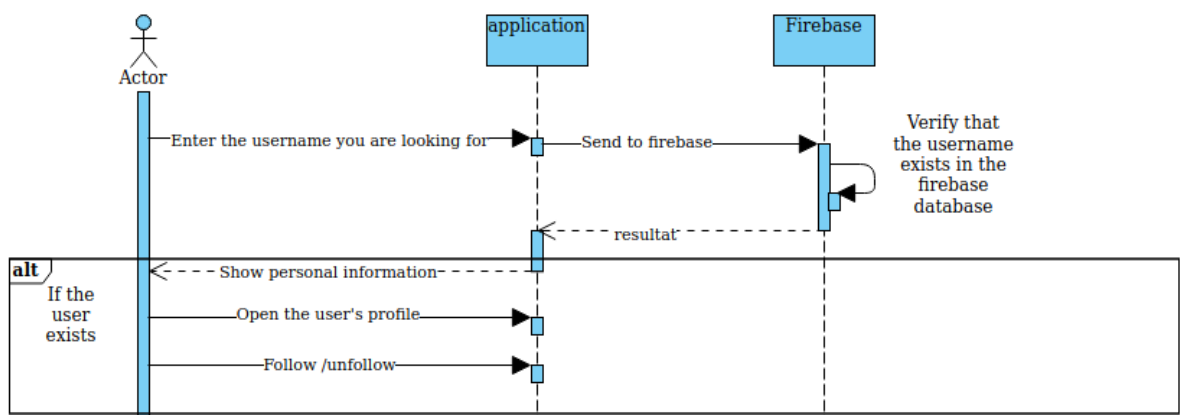 Actor
application
Firebase
Enter the username you are looking for
Send to firebase
Verify that
the username
exists in the
firebase
database
resultat
alt
If the
user
exists
Show personal information
Open the user's profile
Follow /unfollow